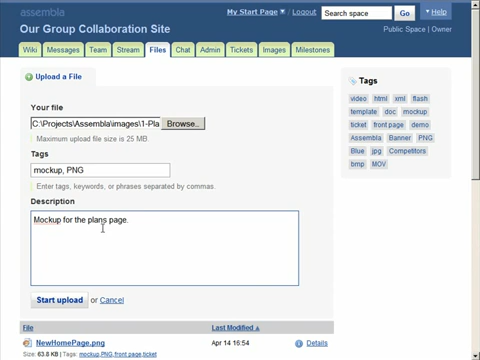 assembla
My Start Page | Logout
Search space
Go
Help
Our Group Collaboration Site
Public Space | Owner
Wiki Messages Team Stream Files Chat Admin Tickets Images Milestones
Upload a File
Your file
C:\Projects\Assembla\images\1-Pla Browse..
Maximum upload file size is 25 MB.
Tags
mockup, PNG
Enter tags, keywords, or phrases separated by commas.
Description
Mockup for the plans page.
Start upload or Cancel
Tags
video html xml flash
template doc mockup
ticket front page demo
Assembla Banner PNG
Blue jpg Competitors
bmp MOV
File Last Modified
NewHomePage.png Apr 14 16:54 Details
Size: 63.8 KB | Tags: mockup,PNG,front page,ticket